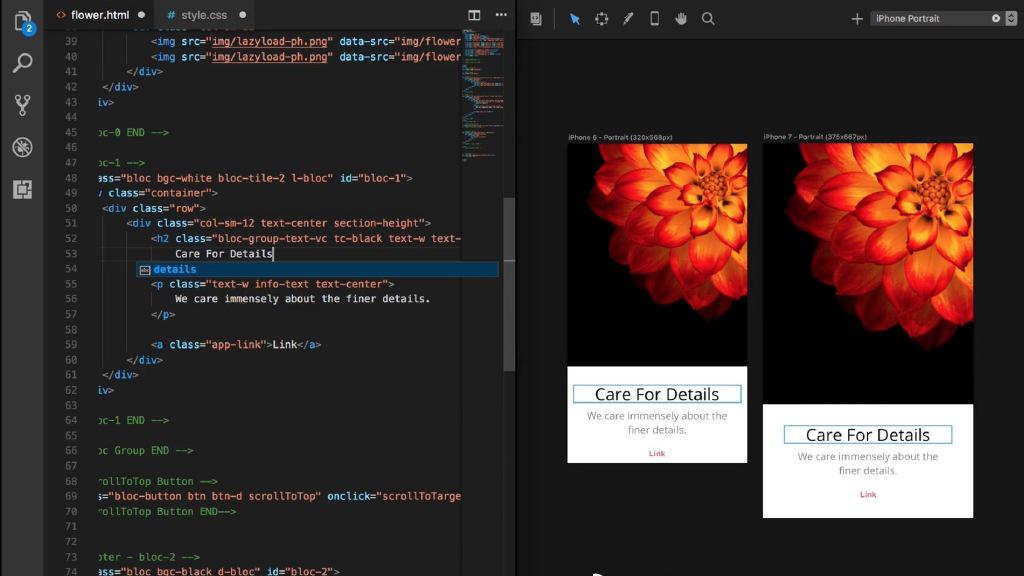 flower.html
style.css
2
39 <img src="img/lazyload-ph.png" data-src="img/flower
40 <img src="img/lazyload-ph.png" data-src="img/flower
41 </div>
42 </div>
43 iv>
44
45 oc-0 END -->
46
47 oc-1 -->
48 ass="bloc bgc-white bloc-tile-2 l-bloc" id="bloc-1">
49 v class="container">
50 <div class="row">
51 <div class="col-sm-12 text-center section-height">
52 <h2 class="bloc-group-text-vc tc-black text-w text-
53 Care For Details
54 details
55 <p class="text-w info-text text-center">
56 We care immensely about the finer details.
57 </p>
58
59 <a class="app-link">Link</a>
60 </div>
61 </div>
62 iv>
63
64 oc-1 END -->
65
66 oc Group END -->
67
68 rollToTop Button -->
69 s="bloc-button btn btn-d scrollToTop" onclick="scrollToTarge
70 rollToTop Button END-->
71
72
73 oter - bloc-2 -->
74 ass="bloc bgc-black d-bloc" id="bloc-2">
iPhone Portrait
iPhone 6 - Portrait (320x568px)
Care For Details
We care immensely about the
finer details.
Link
iPhone 7 - Portrait (375x667px)
Care For Details
We care immensely about the
finer details.
Link